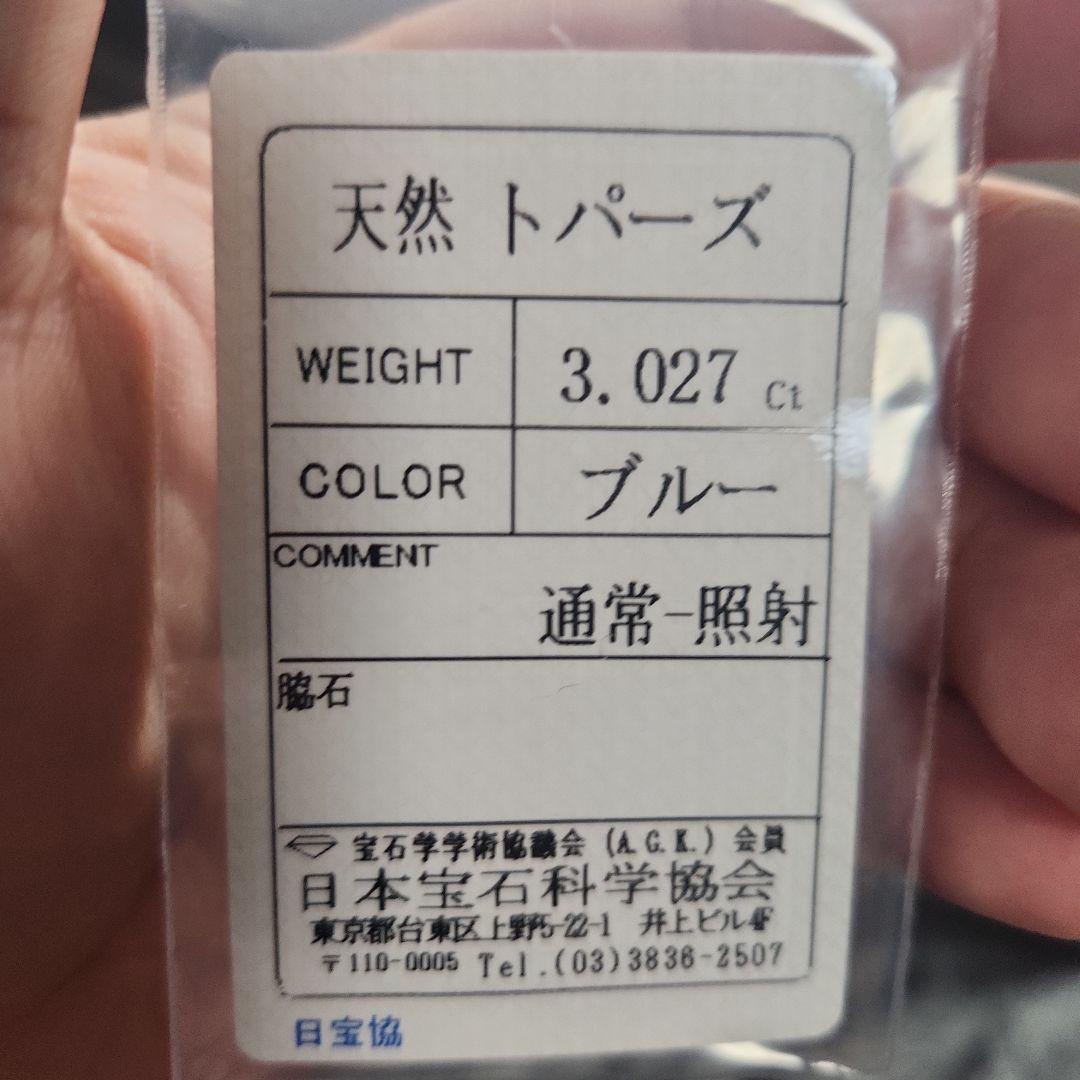 天然 トパーズ
WEIGHT 3.027 Ct
COLOR ブルー
COMMENT
通常-照射
脇石
宝石学学術協議会 (A.G.K.) 会員
日本宝石科学協会
東京都台東区上野5-22-1 井上ビル4F
〒110-0005 Tel.(03)3836-2507
日宝協